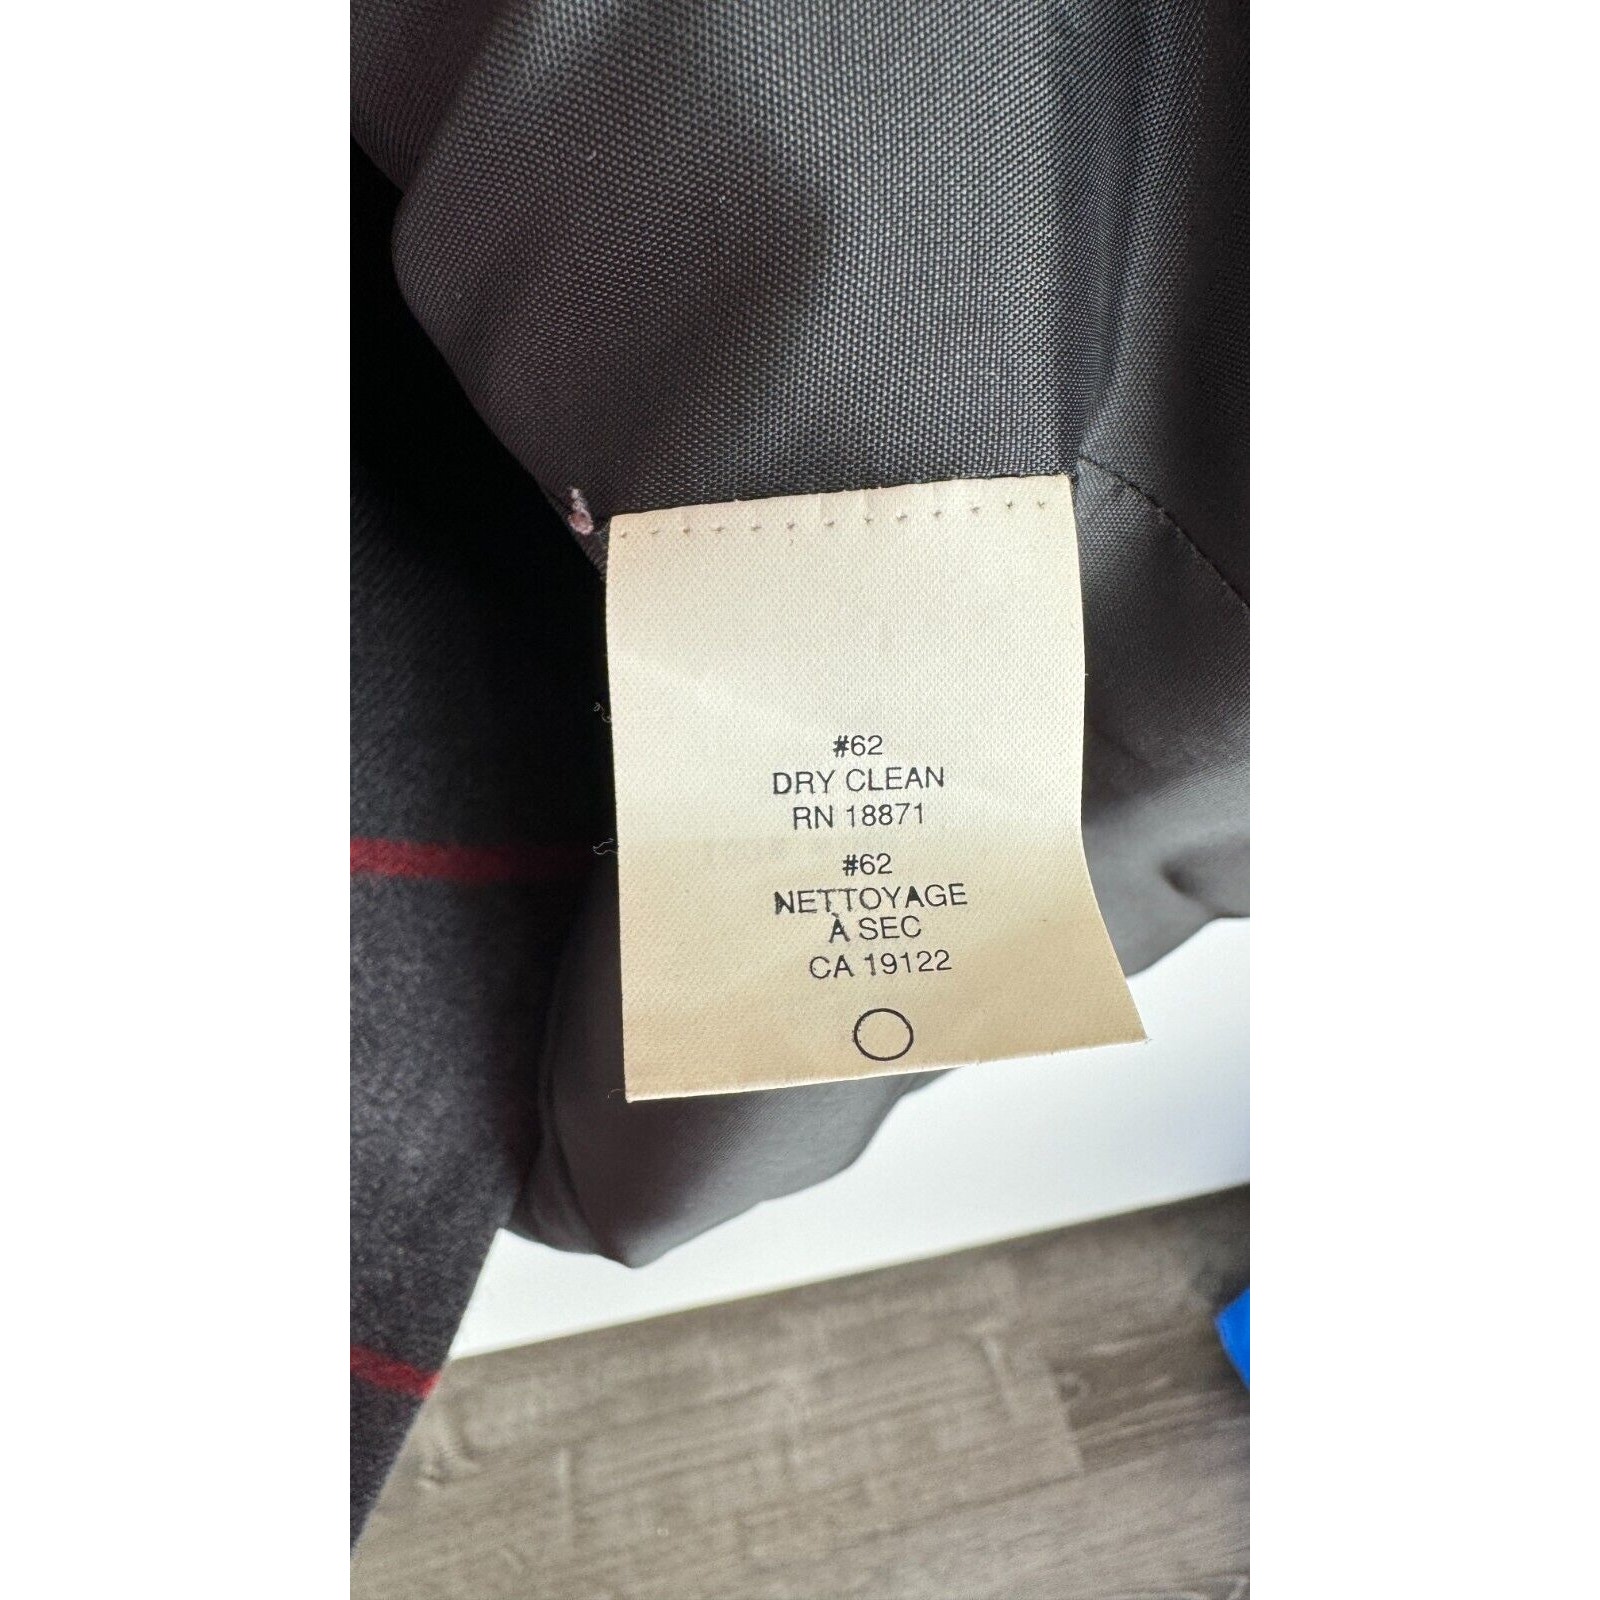 #62
DRY CLEAN
RN 18871
#62
NETTOYAGE
À SEC
CA 19122